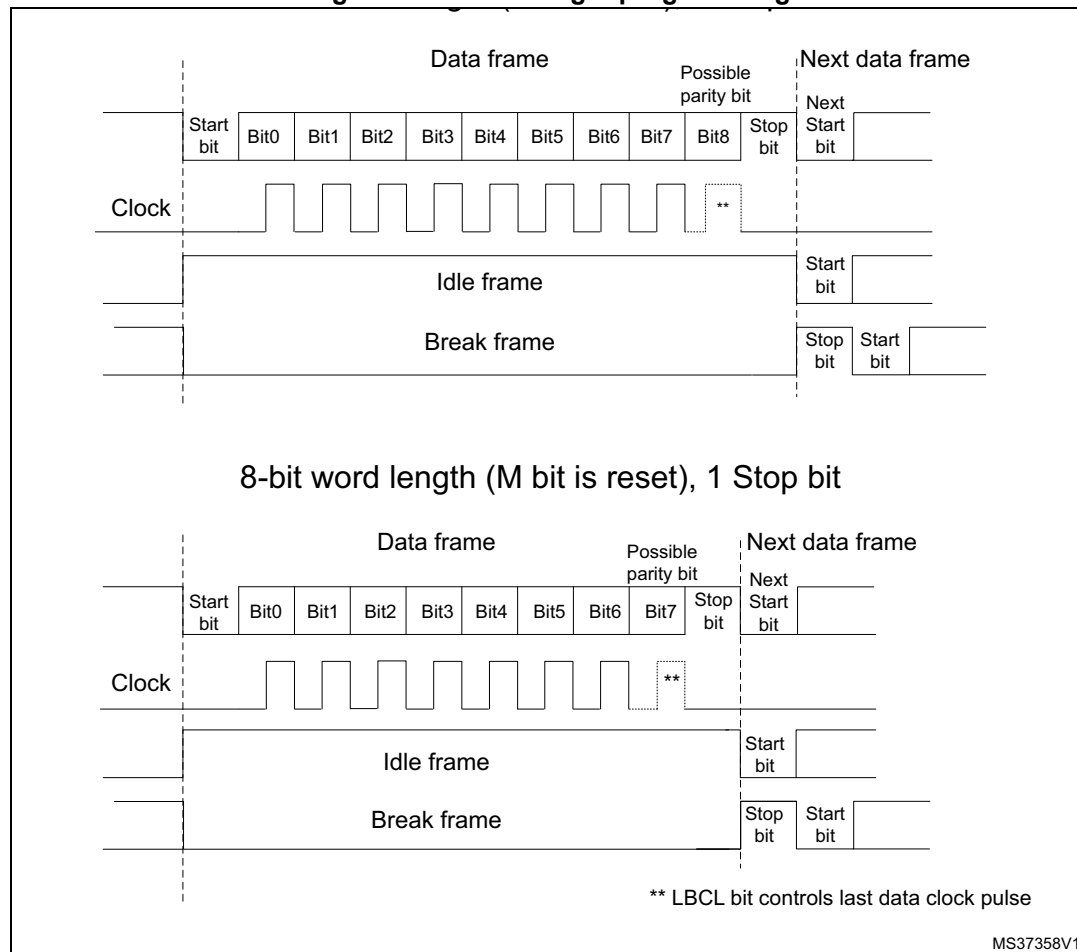 Data frame
Next data frame
Possible
parity bit
Next
Start
bit
Start
bit
Bit0 Bit1 Bit2 Bit3 Bit4 Bit5 Bit6 Bit7 Bit8
Stop
bit
Clock
**
Idle frame
Start
bit
Break frame
Stop
bit
Start
bit
8-bit word length (M bit is reset), 1 Stop bit
Data frame
Next data frame
Possible
parity bit
Next
Start
bit
Start
bit
Bit0 Bit1 Bit2 Bit3 Bit4 Bit5 Bit6 Bit7
Stop
bit
Clock
**
Idle frame
Start
bit
Break frame
Stop
bit
Start
bit
** LBCL bit controls last data clock pulse
MS37358V1